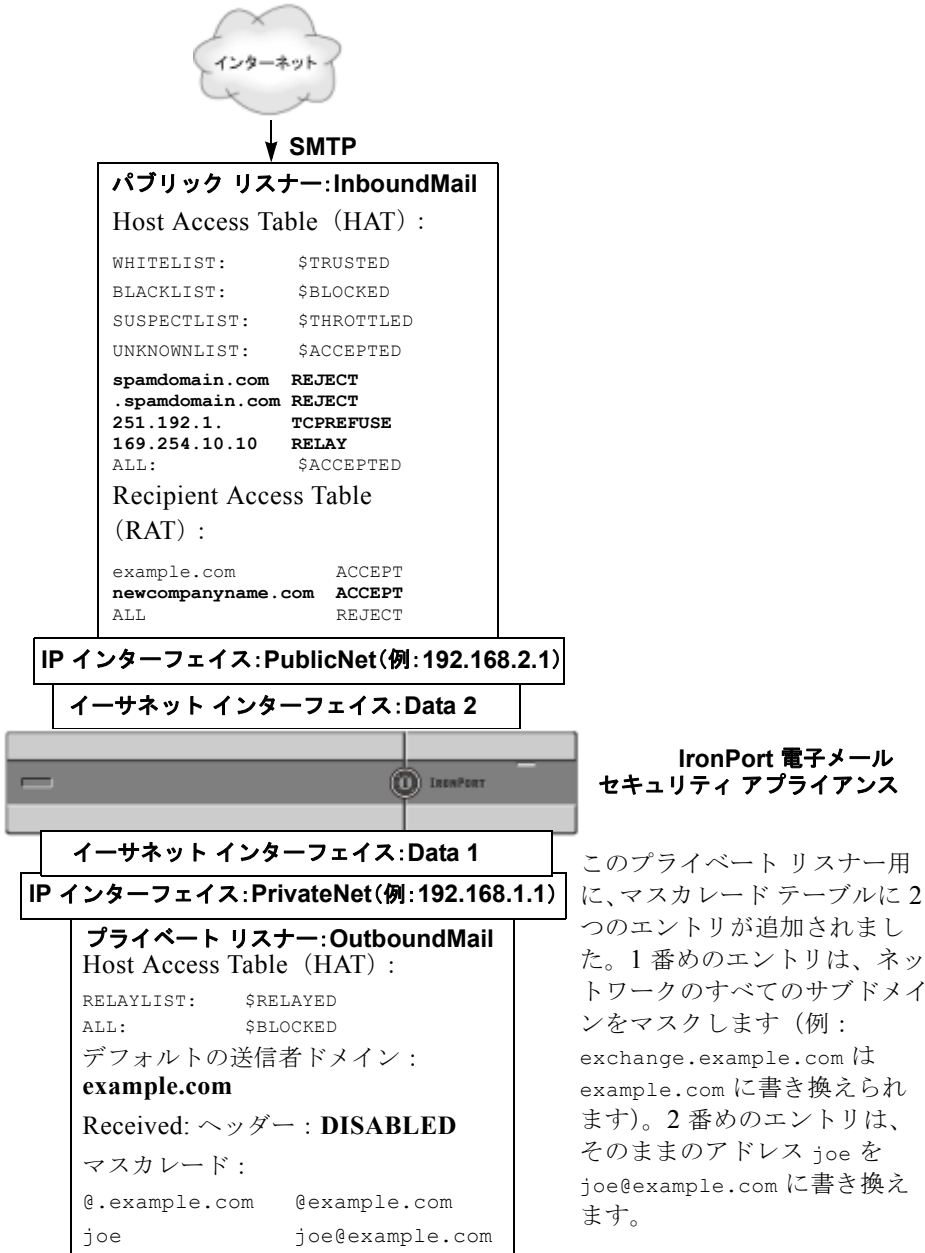 インターネット
SMTP
パブリック リスナー:InboundMail
Host Access Table（HAT）:
WHITELIST: $TRUSTED
BLACKLIST: $BLOCKED
SUSPECTLIST: $THROTTLED
UNKNOWNLIST: $ACCEPTED
spamdomain.com REJECT
.spamdomain.com REJECT
251.192.1. TCPREFUSE
169.254.10.10 RELAY
ALL: $ACCEPTED
Recipient Access Table
（RAT）:
example.com ACCEPT
newcompanyname.com ACCEPT
ALL REJECT
IP インターフェイス:PublicNet(例:192.168.2.1)
イーサネット インターフェイス:Data 2
IRONPORT
IronPort 電子メール
セキュリティ アプライアンス
イーサネット インターフェイス:Data 1
IP インターフェイス:PrivateNet(例:192.168.1.1)
プライベート リスナー:OutboundMail
Host Access Table（HAT）:
RELAYLIST: $RELAYED
ALL: $BLOCKED
デフォルトの送信者ドメイン:
example.com
Received: ヘッダー: DISABLED
マスカレード:
@.example.com @example.com
joe joe@example.com
このプライベート リスナー用
に、マスカレード テーブルに 2
つのエントリが追加されまし
た。1 番めのエントリは、ネッ
トワークのすべてのサブドメイ
ンをマスクします（例:
exchange.example.com は
example.com に書き換えられ
ます）。2 番めのエントリは、
そのままのアドレス joe を
joe@example.com に書き換え
ます。